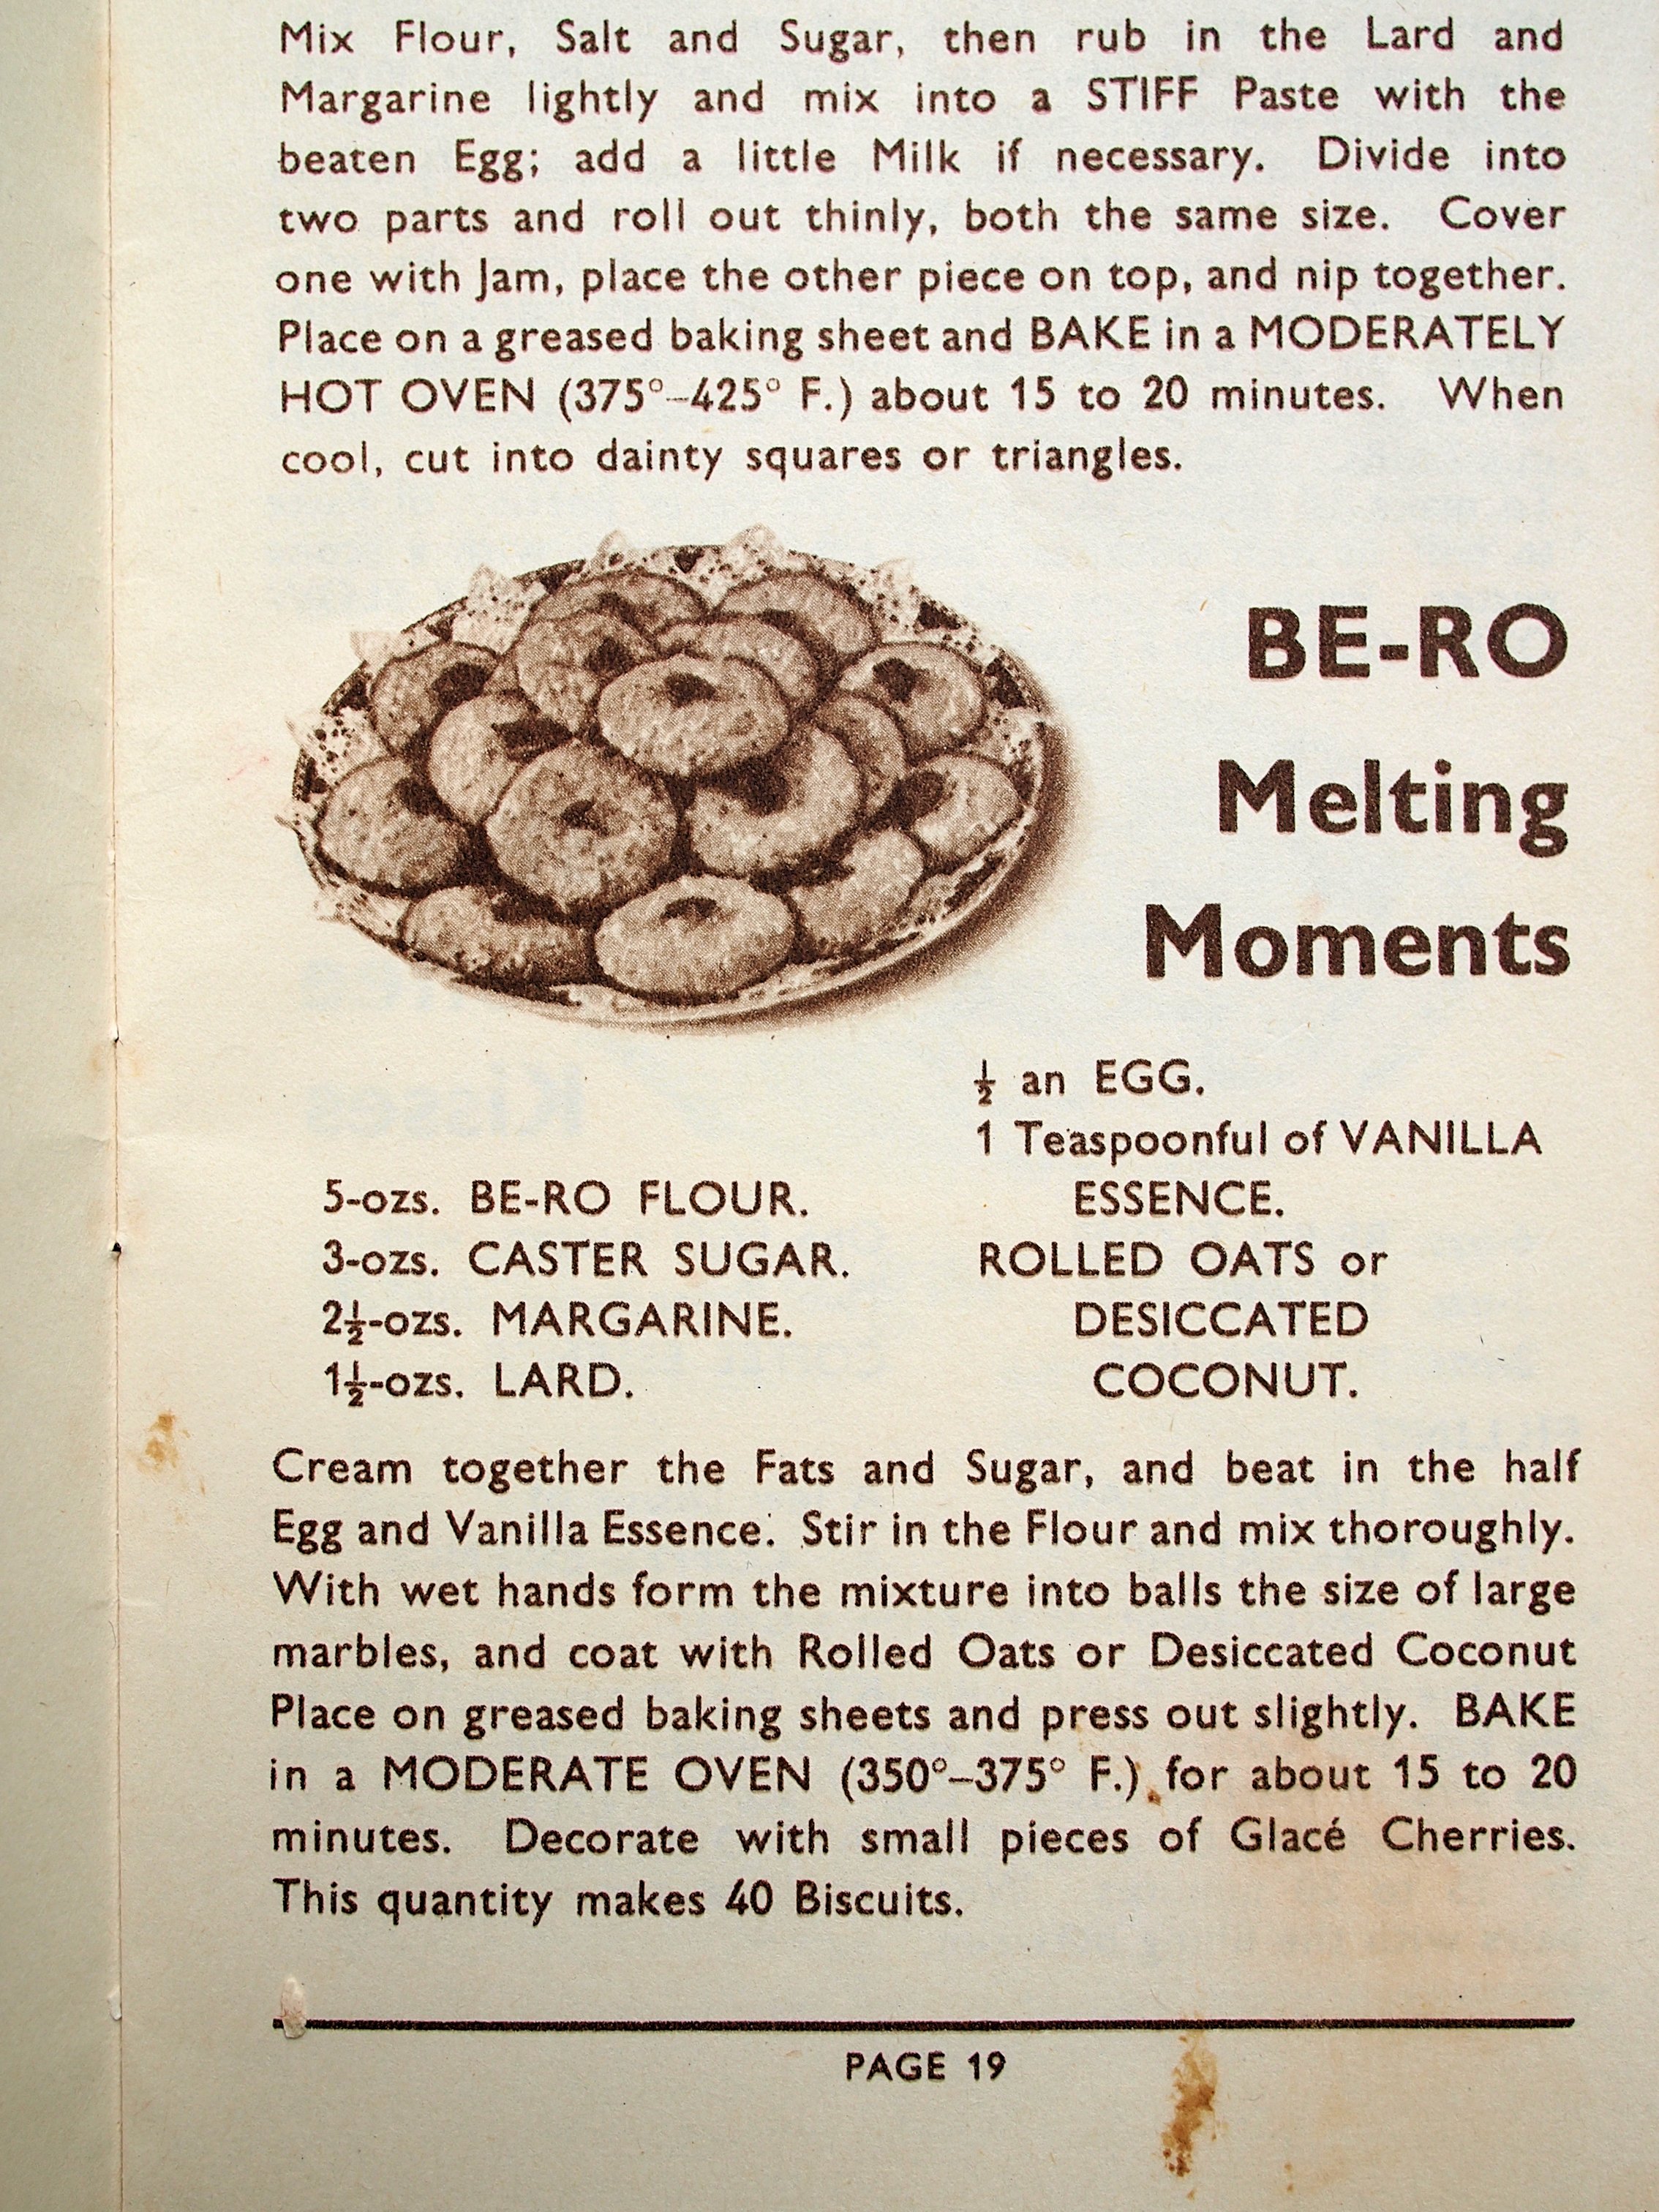 Mix Flour, Salt and Sugar, then rub in the Lard and
Margarine lightly and mix into a STIFF Paste with the
beaten Egg; add a little Milk if necessary. Divide into
two parts and roll out thinly, both the same size. Cover
one with Jam, place the other piece on top, and nip together.
Place on a greased baking sheet and BAKE in a MODERATELY
HOT OVEN (375°–425° F.) about 15 to 20 minutes. When
cool, cut into dainty squares or triangles.
BE-RO
Melting
Moments
5-ozs. BE-RO FLOUR.
3-ozs. CASTER SUGAR.
2½-ozs. MARGARINE.
1½-ozs. LARD.
½ an EGG.
1 Teaspoonful of VANILLA
ESSENCE.
ROLLED OATS or
DESICCATED
COCONUT.
Cream together the Fats and Sugar, and beat in the half
Egg and Vanilla Essence. Stir in the Flour and mix thoroughly.
With wet hands form the mixture into balls the size of large
marbles, and coat with Rolled Oats or Desiccated Coconut
Place on greased baking sheets and press out slightly. BAKE
in a MODERATE OVEN (350°–375° F.) for about 15 to 20
minutes. Decorate with small pieces of Glacé Cherries.
This quantity makes 40 Biscuits.
PAGE 19